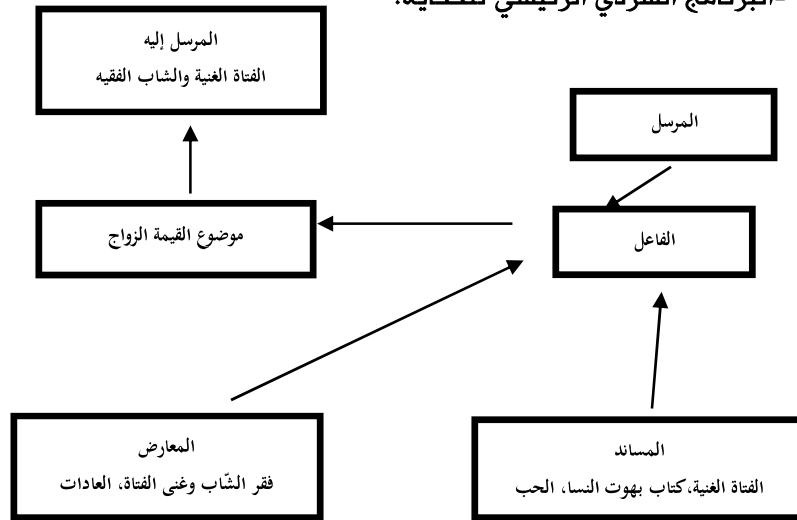 -البرنامج السردي الرئيسي للحكاية:
المرسل
المرسل إليه
الفتاة الغنية والشاب الفقيه
الفاعل
موضوع القيمة الزواج
المساند
الفتاة الغنية،كتاب بهوت النسا، الحب
المعارض
فقر الشّاب وغنى الفتاة، العادات